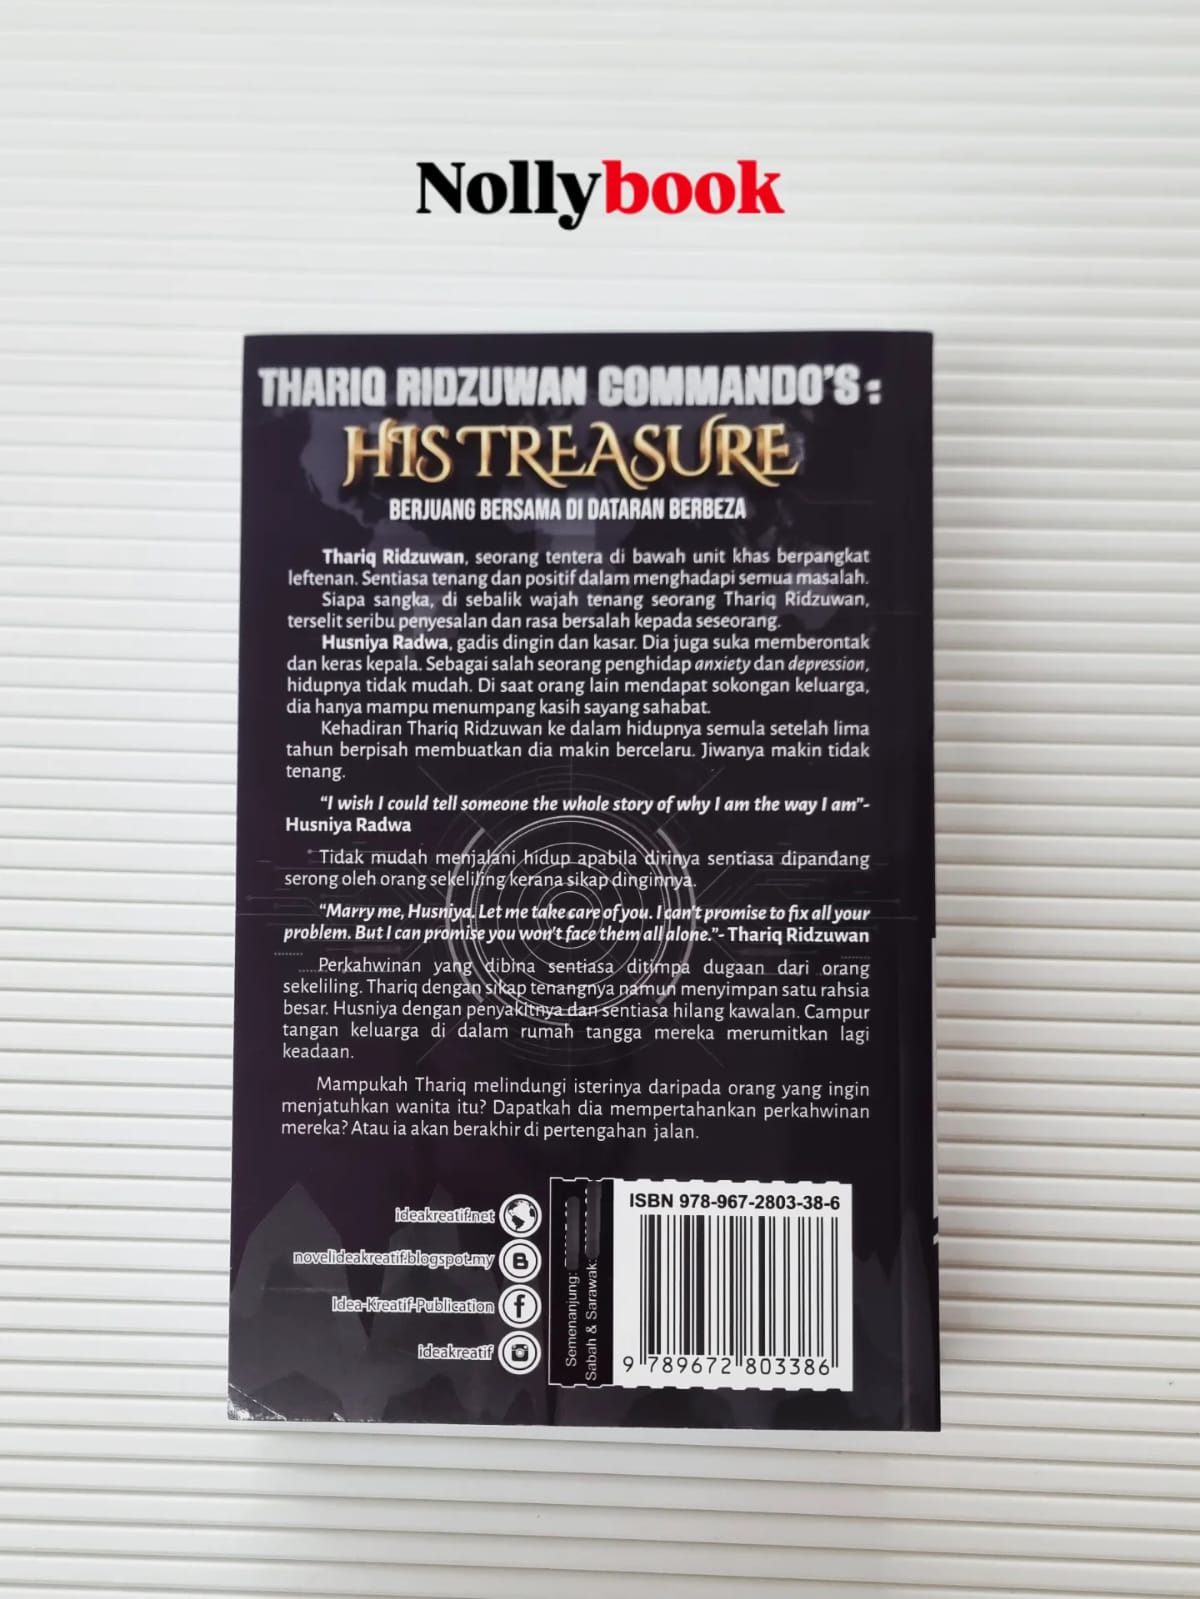 Nollybook
THARIQ RIDZUWAN COMMANDO'S :
HIS TREASURE
BERJUANG BERSAMA DI DATARAN BERBEZA
Thariq Ridzuwan, seorang tentera di bawah unit khas berpangkat
leftenan. Sentiasa tenang dan positif dalam menghadapi semua masalah.
Siapa sangka, di sebalik wajah tenang seorang Thariq Ridzuwan,
terselit seribu penyesalan dan rasa bersalah kepada seseorang.
Husniya Radwa, gadis dingin dan kasar. Dia juga suka memberontak
dan keras kepala. Sebagai salah seorang penghidap anxiety dan depression,
hidupnya tidak mudah. Di saat orang lain mendapat sokongan keluarga,
dia hanya mampu menumpang kasih sayang sahabat.
Kehadiran Thariq Ridzuwan ke dalam hidupnya semula setelah lima
tahun berpisah membuatkan dia makin bercelaru. Jiwanya makin tidak
tenang.
“I wish I could tell someone the whole story of why I am the way I am”-
Husniya Radwa
Tidak mudah menjalani hidup apabila dirinya sentiasa dipandang
serong oleh orang sekeliling kerana sikap dinginnya.
“Marry me, Husniya. Let me take care of you. I can't promise to fix all your
problem. But I can promise you won't face them all alone.”- Thariq Ridzuwan
Perkahwinan yang dibina sentiasa ditimpa dugaan dari orang
sekeliling. Thariq dengan sikap tenangnya namun menyimpan satu rahsia
besar. Husniya dengan penyakitnya dan sentiasa hilang kawalan. Campur
tangan keluarga di dalam rumah tangga mereka merumitkan lagi
keadaan.
Mampukah Thariq melindungi isterinya daripada orang yang ingin
menjatuhkan wanita itu? Dapatkah dia mempertahankan perkahwinan
mereka? Atau ia akan berakhir di pertengahan jalan.
ideakreatif.net
novelideakreatif.blogspot.my
Idea-Kreatif-Publication
ideakreatif
Semenanjung:
Sabah & Sarawak:
ISBN 978-967-2803-38-6
9 789672 803386